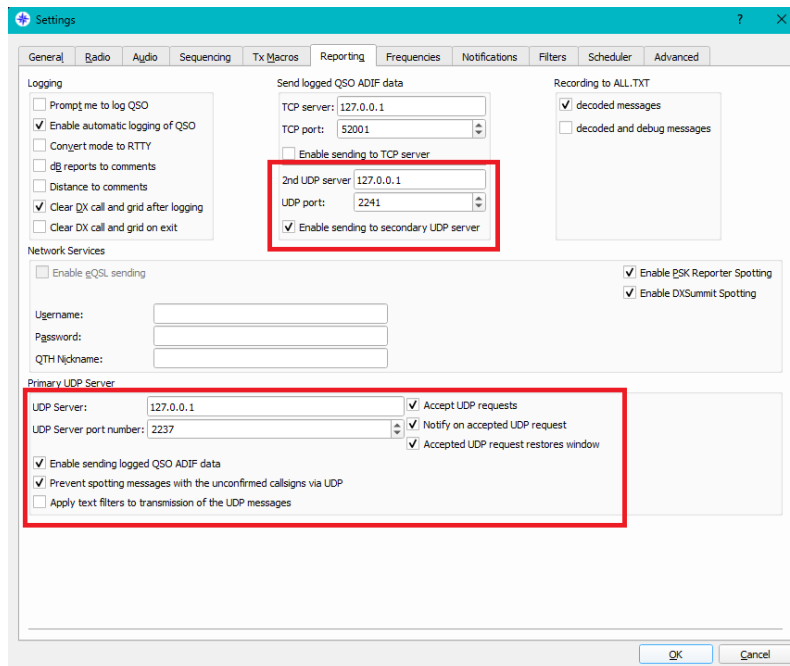 Settings
?
General Radio Audio Sequencing Tx Macros Reporting Frequencies Notifications Filters Scheduler Advanced
Logging
Prompt me to log QSO
Enable automatic logging of QSO
Convert mode to RTTY
dB reports to comments
Distance to comments
Clear DX call and grid after logging
Clear DX call and grid on exit
Send logged QSO ADIF data
TCP server: 127.0.0.1
TCP port: 52001
Enable sending to TCP server
2nd UDP server 127.0.0.1
UDP port: 2241
Enable sending to secondary UDP server
Recording to ALL.TXT
decoded messages
decoded and debug messages
Network Services
Enable eQSL sending
Username:
Password:
QTH Nickname:
Enable PSK Reporter Spotting
Enable DXSummit Spotting
Primary UDP Server
UDP Server: 127.0.0.1
UDP Server port number: 2237
Accept UDP requests
Notify on accepted UDP request
Accepted UDP request restores window
Enable sending logged QSO ADIF data
Prevent spotting messages with the unconfirmed callsigns via UDP
Apply text filters to transmission of the UDP messages
OK Cancel